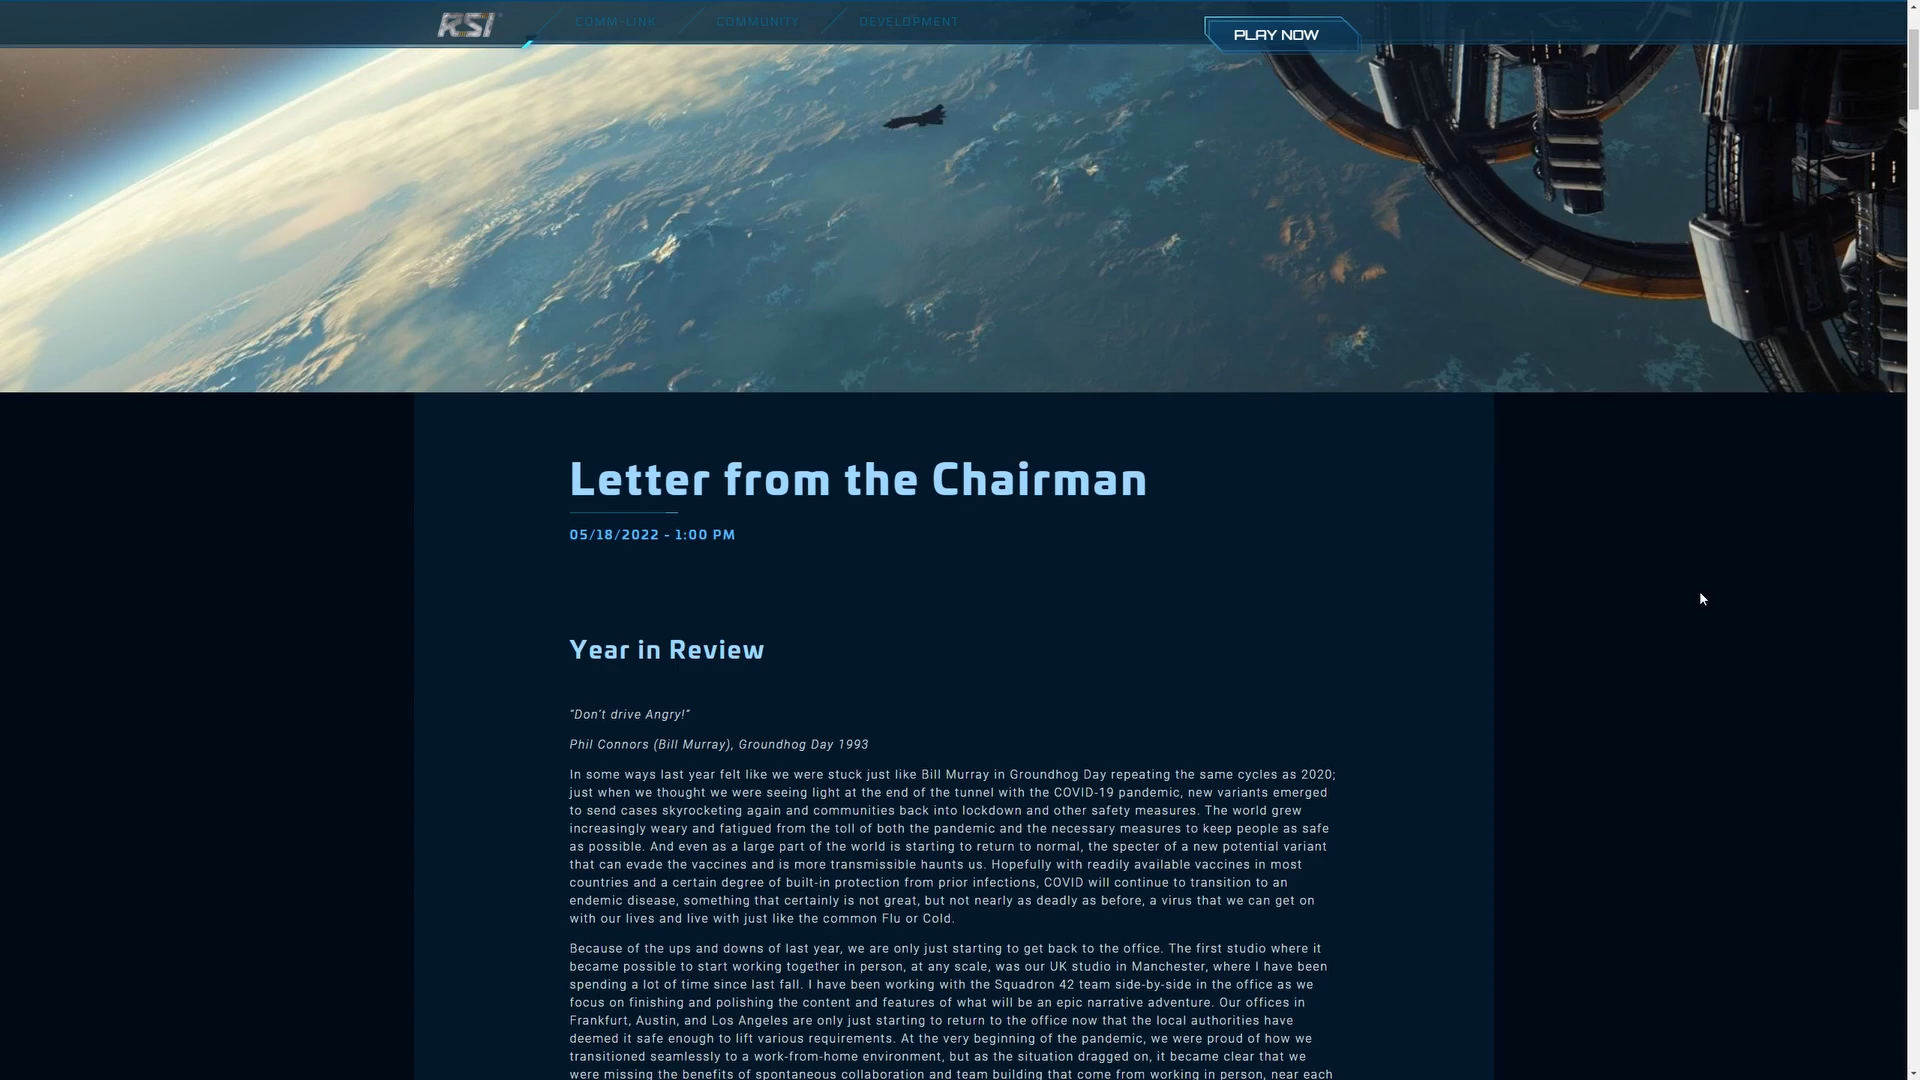 RSI
COMM-LINK
COMMUNITY
DEVELOPMENT
PLAY NOW
Letter from the Chairman
05/18/2022 - 1:00 PM
Year in Review
“Don’t drive Angry!”
Phil Connors (Bill Murray), Groundhog Day 1993
In some ways last year felt like we were stuck just like Bill Murray in Groundhog Day repeating the same cycles as 2020;
just when we thought we were seeing light at the end of the tunnel with the COVID-19 pandemic, new variants emerged
to send cases skyrocketing again and communities back into lockdown and other safety measures. The world grew
increasingly weary and fatigued from the toll of both the pandemic and the necessary measures to keep people as safe
as possible. And even as a large part of the world is starting to return to normal, the specter of a new potential variant
that can evade the vaccines and is more transmissible haunts us. Hopefully with readily available vaccines in most
countries and a certain degree of built-in protection from prior infections, COVID will continue to transition to an
endemic disease, something that certainly is not great, but not nearly as deadly as before, a virus that we can get on
with our lives and live with just like the common Flu or Cold.
Because of the ups and downs of last year, we are only just starting to get back to the office. The first studio where it
became possible to start working together in person, at any scale, was our UK studio in Manchester, where I have been
spending a lot of time since last fall. I have been working with the Squadron 42 team side-by-side in the office as we
focus on finishing and polishing the content and features of what will be an epic narrative adventure. Our offices in
Frankfurt, Austin, and Los Angeles are only just starting to return to the office now that the local authorities have
deemed it safe enough to lift various requirements. At the very beginning of the pandemic, we were proud of how we
transitioned seamlessly to a work-from-home environment, but as the situation dragged on, it became clear that we
were missing the benefits of spontaneous collaboration and team building that come from working in person, near each